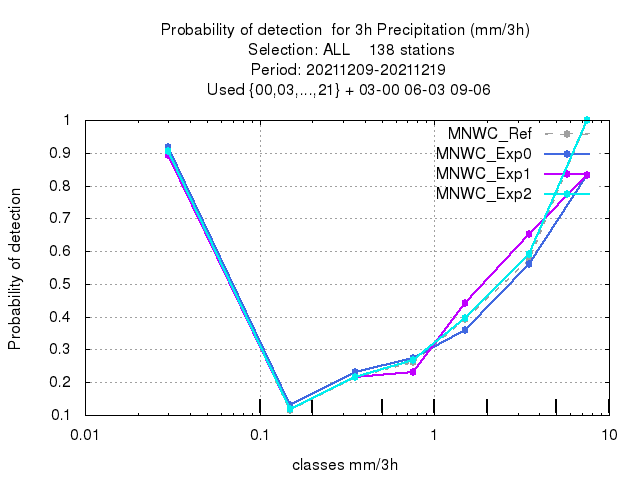 Probability of detection  for 3h Precipitation (mm/3h)
Selection: ALL    138 stations
Period: 20211209-20211219
Used {00,03,...,21} + 03-00 06-03 09-06
MNWC_Ref
MNWC_Exp0
MNWC_Exp1
MNWC_Exp2
Probability of detection
1
0.9
0.8
0.7
0.6
0.5
0.4
0.3
0.2
0.1
0.01
0.1
1
10
classes mm/3h